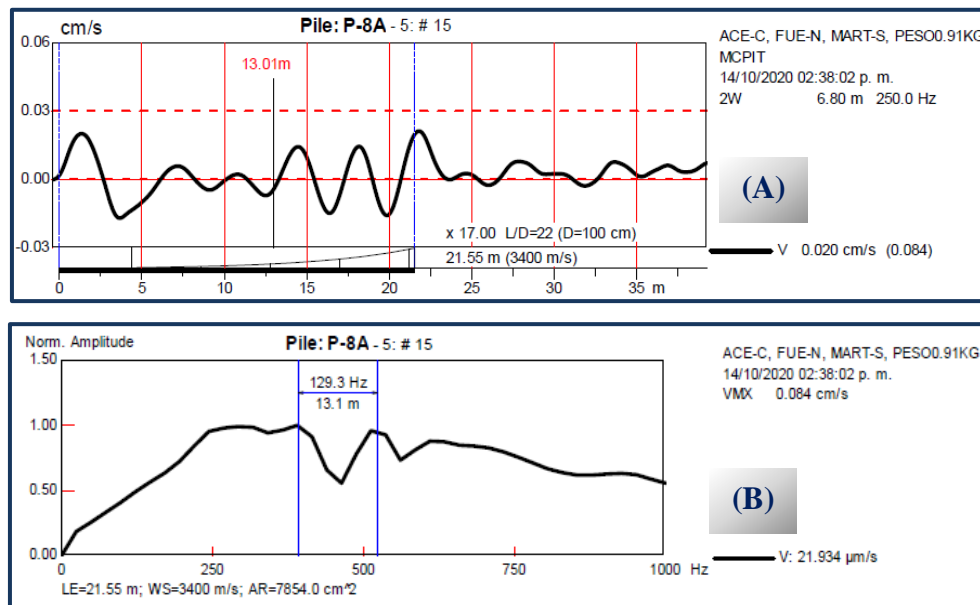 cm/s
Pile: P-8A - 5: # 15
0.06
0.03
0.00
-0.03
13.01m
x 17.00 L/D=22 (D=100 cm)
21.55 m (3400 m/s)
0 5 10 15 20 25 30 35 m
ACE-C, FUE-N, MART-S, PESO0.91KG
MCPIT
14/10/2020 02:38:02 p. m.
2W 6.80 m 250.0 Hz
(A)
V 0.020 cm/s (0.084)
Norm. Amplitude
Pile: P-8A - 5: # 15
1.50
1.00
0.50
0.00
129.3 Hz
13.1 m
0 250 500 750 1000 Hz
LE=21.55 m; WS=3400 m/s; AR=7854.0 cm^2
ACE-C, FUE-N, MART-S, PESO0.91KG
14/10/2020 02:38:02 p. m.
VMX 0.084 cm/s
(B)
V: 21.934 µm/s